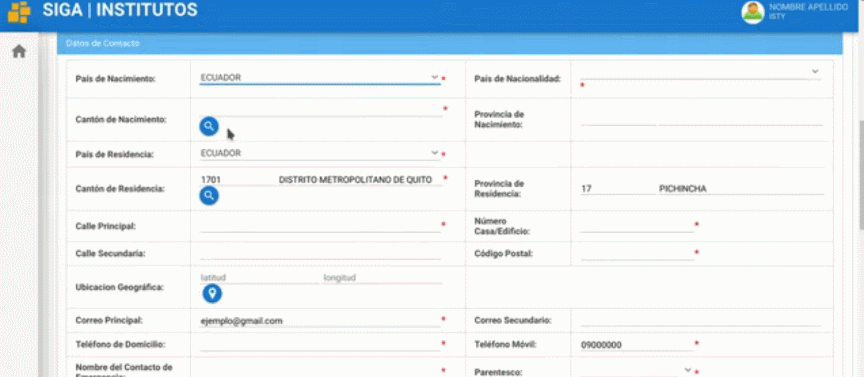 SIGA | INSTITUTOS
NOMBRE APELLIDO
ISTY
Datos de Contacto
País de Nacimiento: ECUADOR * País de Nacionalidad: *
Cantón de Nacimiento: * Provincia de
Nacimiento:
País de Residencia: ECUADOR *
Cantón de Residencia: 1701 DISTRITO METROPOLITANO DE QUITO * Provincia de
Residencia: 17 PICHINCHA
Calle Principal: * Número
Casa/Edificio: *
Calle Secundaria: Código Postal: *
latitud longitud
Ubicacion Geográfica:
Correo Principal: ejemplo@gmail.com * Correo Secundario:
Teléfono de Domicilio: * Teléfono Móvil: 09000000 *
Nombre del Contacto de * Parentesco: *